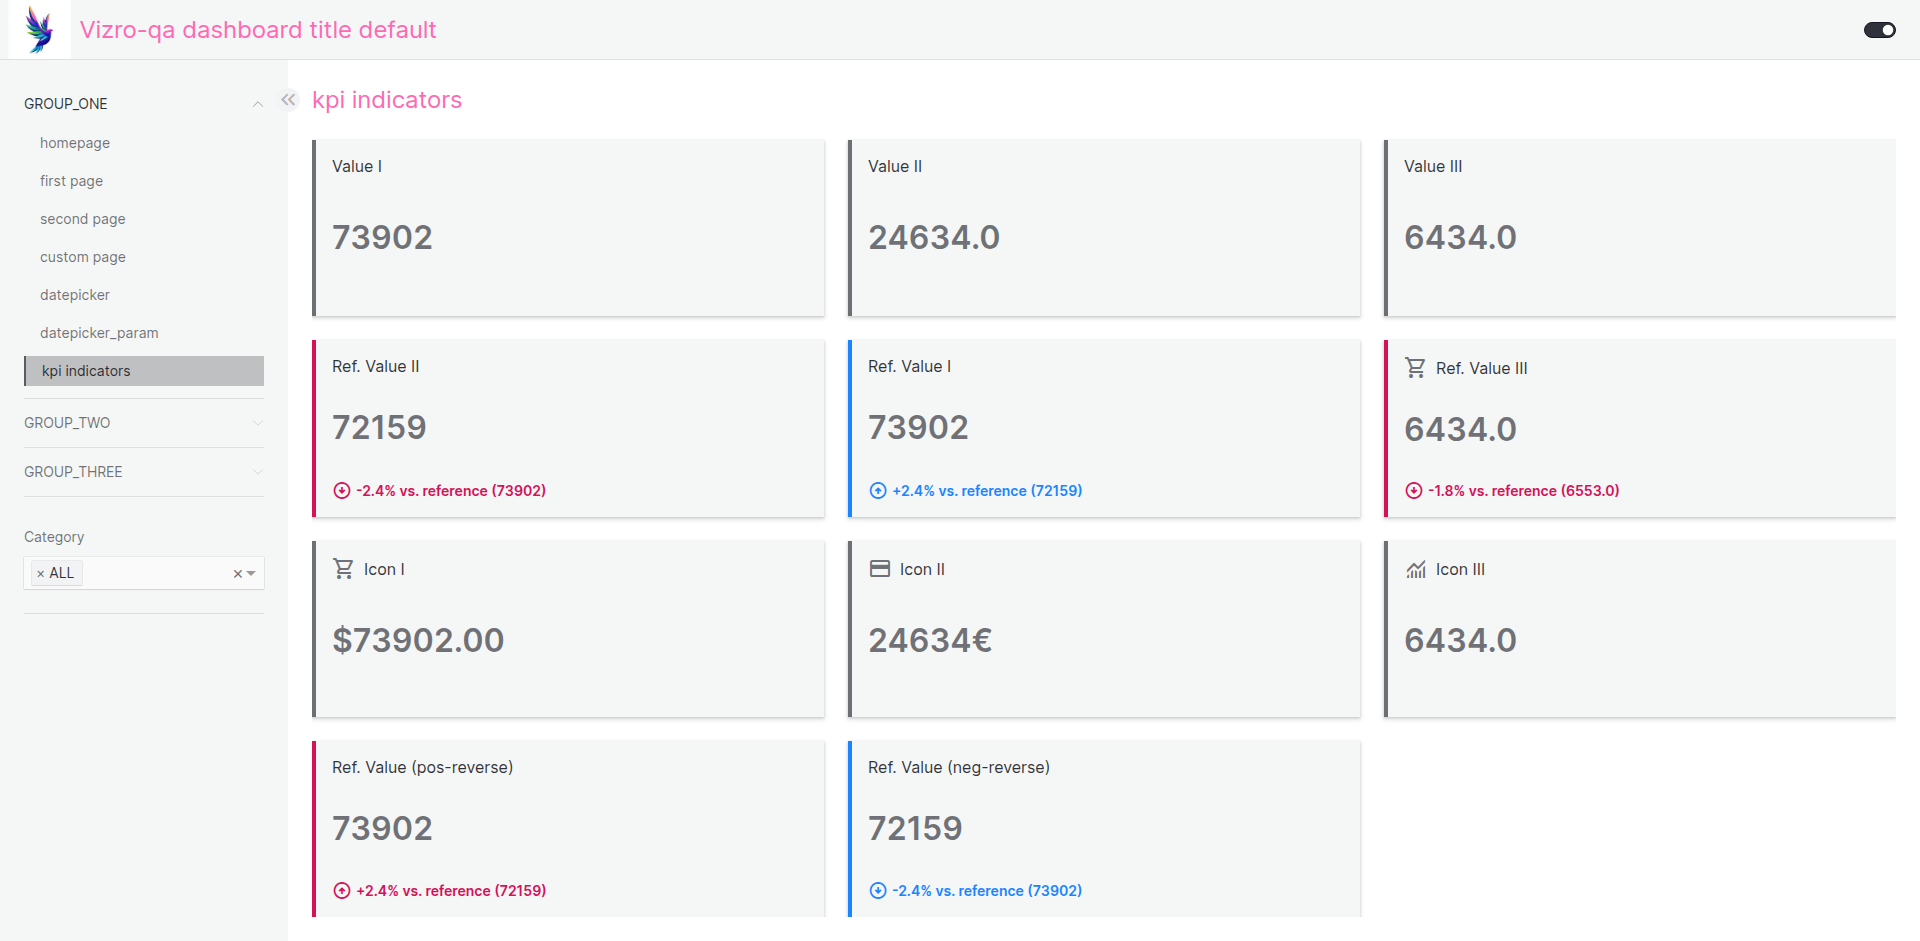 Vizro-qa dashboard title default
GROUP_ONE
homepage
first page
second page
custom page
datepicker
datepicker_param
kpi indicators
GROUP_TWO
GROUP_THREE
Category
× ALL
kpi indicators
Value I
73902
Value II
24634.0
Value III
6434.0
Ref. Value II
72159
-2.4% vs. reference (73902)
Ref. Value I
73902
+2.4% vs. reference (72159)
Ref. Value III
6434.0
-1.8% vs. reference (6553.0)
Icon I
$73902.00
Icon II
24634€
Icon III
6434.0
Ref. Value (pos-reverse)
73902
+2.4% vs. reference (72159)
Ref. Value (neg-reverse)
72159
-2.4% vs. reference (73902)